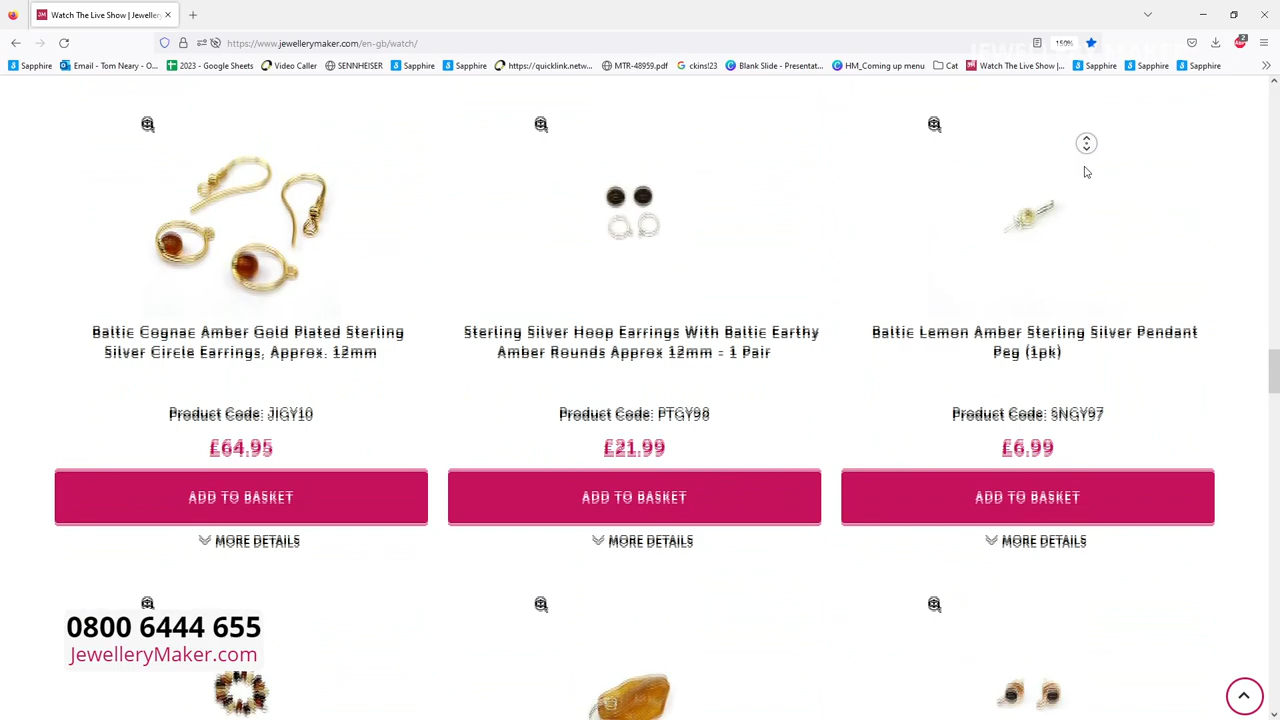 Watch The Live Show | Jeweller
https://www.jewellerymaker.com gb/watch/
150%
2
JEWELLERY MAKER
Sapphire
Email - Tom Neary - O...
2023 - Google Sheets
Video Caller
SENNHEISER
Sapphire
Sapphire
https://quicklink.netw...
MTR-48959.pdf
ckins!23
Blank Slide - Presentat...
HM_Coming up menu
Cat
Watch The Live Show |...
Sapphire
Sapphire
Sapphire
Baltic Cognac Amber Gold Plated Sterling
Silver Circle Earrings, Approx. 12mm
Sterling Silver Hoop Earrings With Baltic Earthy
Amber Rounds Approx 12mm - 1 Pair
Baltic Lemon Amber Sterling Silver Pendant
Peg (1pk)
Product Code: JIGY10
Product Code: PTGY98
Product Code: SNGY97
£64.95
£21.99
£6.99
ADD TO BASKET
ADD TO BASKET
ADD TO BASKET
MORE DETAILS
MORE DETAILS
MORE DETAILS
0800 6444 655
JewelleryMaker.com